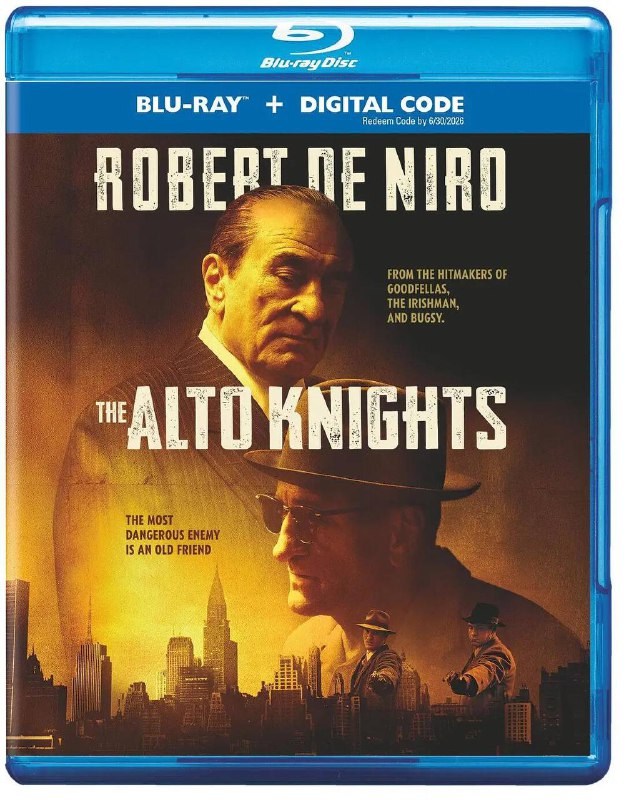 Blu-ray Disc
BLU-RAY™ + DIGITAL CODE
Redeem Code by 6/30/2026
ROBERT DE NIRO
FROM THE HITMAKERS OF
GOODFELLAS,
THE IRISHMAN,
AND BUGSY.
THE ALTO KNIGHTS
THE MOST
DANGEROUS ENEMY
IS AN OLD FRIEND